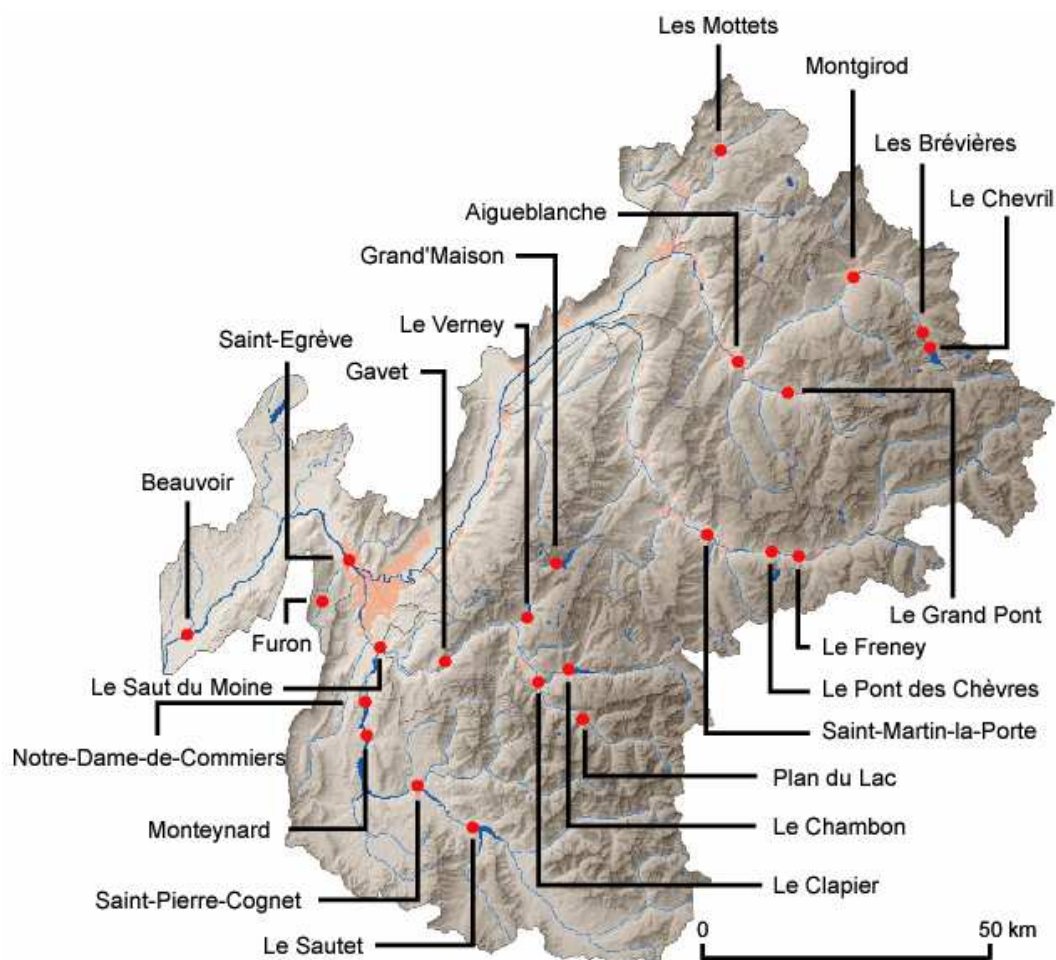 Les Mottets
Montgirod
Les Brévières
Le Chevril
Aigueblanche
Grand'Maison
Le Verney
Saint-Egrève
Gavet
Beauvoir
Furon
Le Grand Pont
Le Freney
Le Saut du Moine
Le Pont des Chèvres
Saint-Martin-la-Porte
Notre-Dame-de-Commiers
Plan du Lac
Monteynard
Le Chambon
Le Clapier
Saint-Pierre-Cognet
Le Sautet
0 50 km